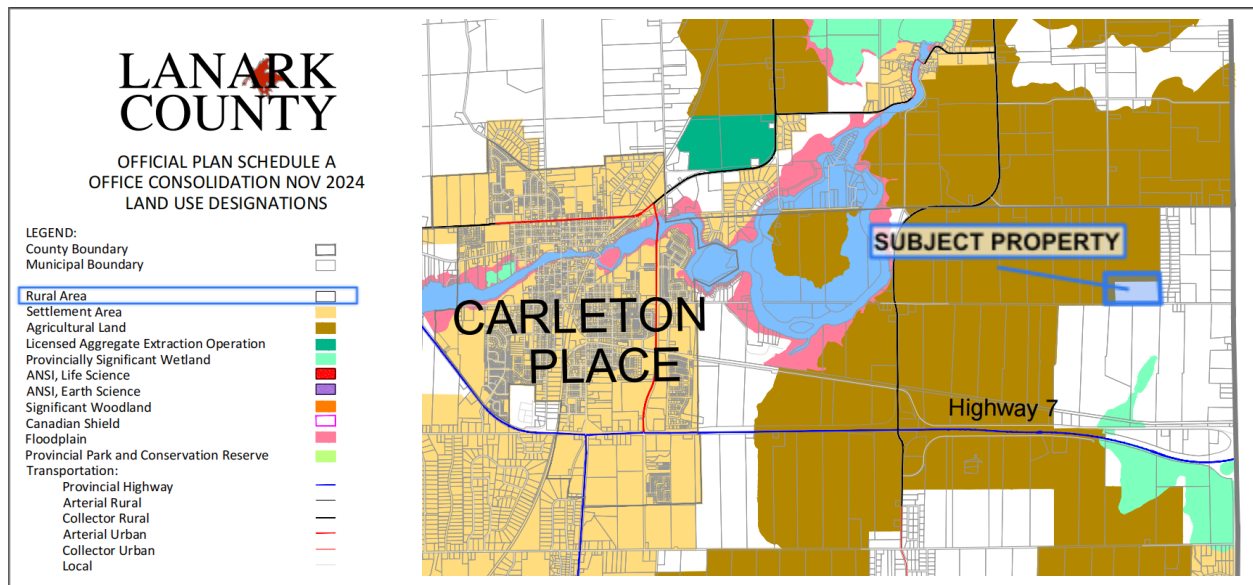 LANARK
COUNTY
OFFICIAL PLAN SCHEDULE A
OFFICE CONSOLIDATION NOV 2024
LAND USE DESIGNATIONS
LEGEND:
County Boundary
Municipal Boundary
Rural Area
Settlement Area
Agricultural Land
Licensed Aggregate Extraction Operation
Provincially Significant Wetland
ANSI, Life Science
ANSI, Earth Science
Significant Woodland
Canadian Shield
Floodplain
Provincial Park and Conservation Reserve
Transportation:
Provincial Highway
Arterial Rural
Collector Rural
Arterial Urban
Collector Urban
Local
SUBJECT PROPERTY
CARLETON
PLACE
Highway 7